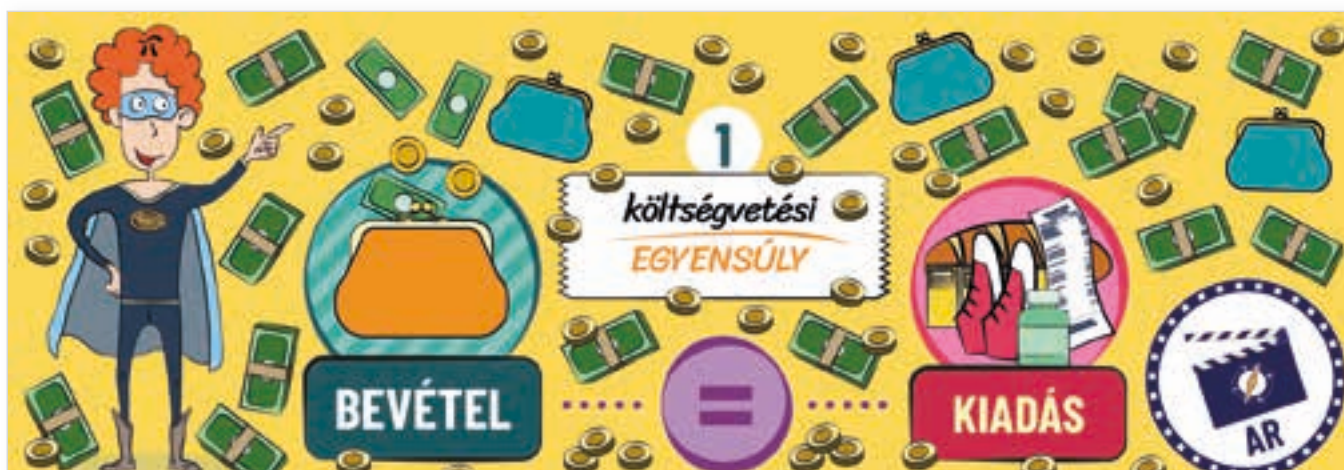 1
költségvetési
EGYENSÚLY
BEVÉTEL
=
KIADÁS
AR